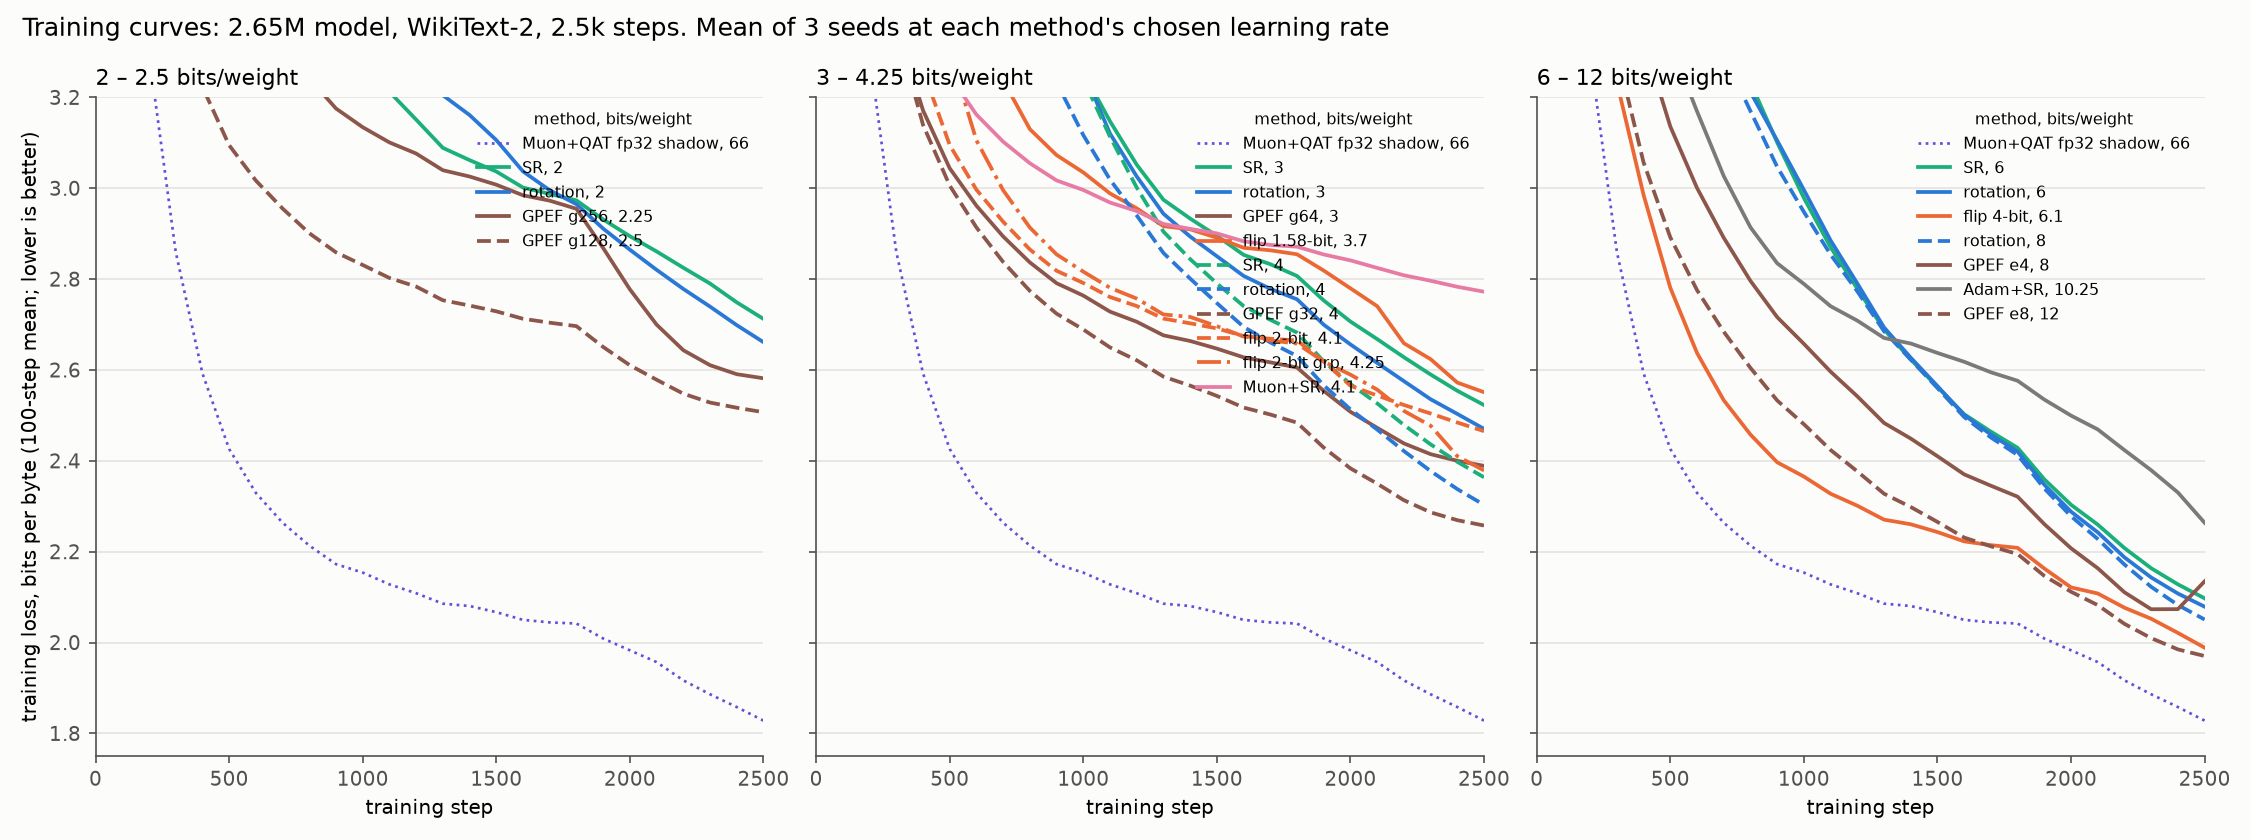 Training curves: 2.65M model, WikiText-2, 2.5k steps. Mean of 3 seeds at each method's chosen learning rate
2 – 2.5 bits/weight
training loss, bits per byte (100-step mean; lower is better)
3.2
3.0
2.8
2.6
2.4
2.2
2.0
1.8
method, bits/weight
Muon+QAT fp32 shadow, 66
SR, 2
rotation, 2
GPEF g256, 2.25
GPEF g128, 2.5
0
500
1000
1500
2000
2500
training step
3 – 4.25 bits/weight
method, bits/weight
Muon+QAT fp32 shadow, 66
SR, 3
rotation, 3
GPEF g64, 3
flip 1.58-bit, 3.7
SR, 4
rotation, 4
GPEF g32, 4
flip 2-bit, 4.1
flip 2-bit grp, 4.25
Muon+SR, 4.1
0
500
1000
1500
2000
2500
training step
6 – 12 bits/weight
method, bits/weight
Muon+QAT fp32 shadow, 66
SR, 6
rotation, 6
flip 4-bit, 6.1
rotation, 8
GPEF e4, 8
Adam+SR, 10.25
GPEF e8, 12
0
500
1000
1500
2000
2500
training step